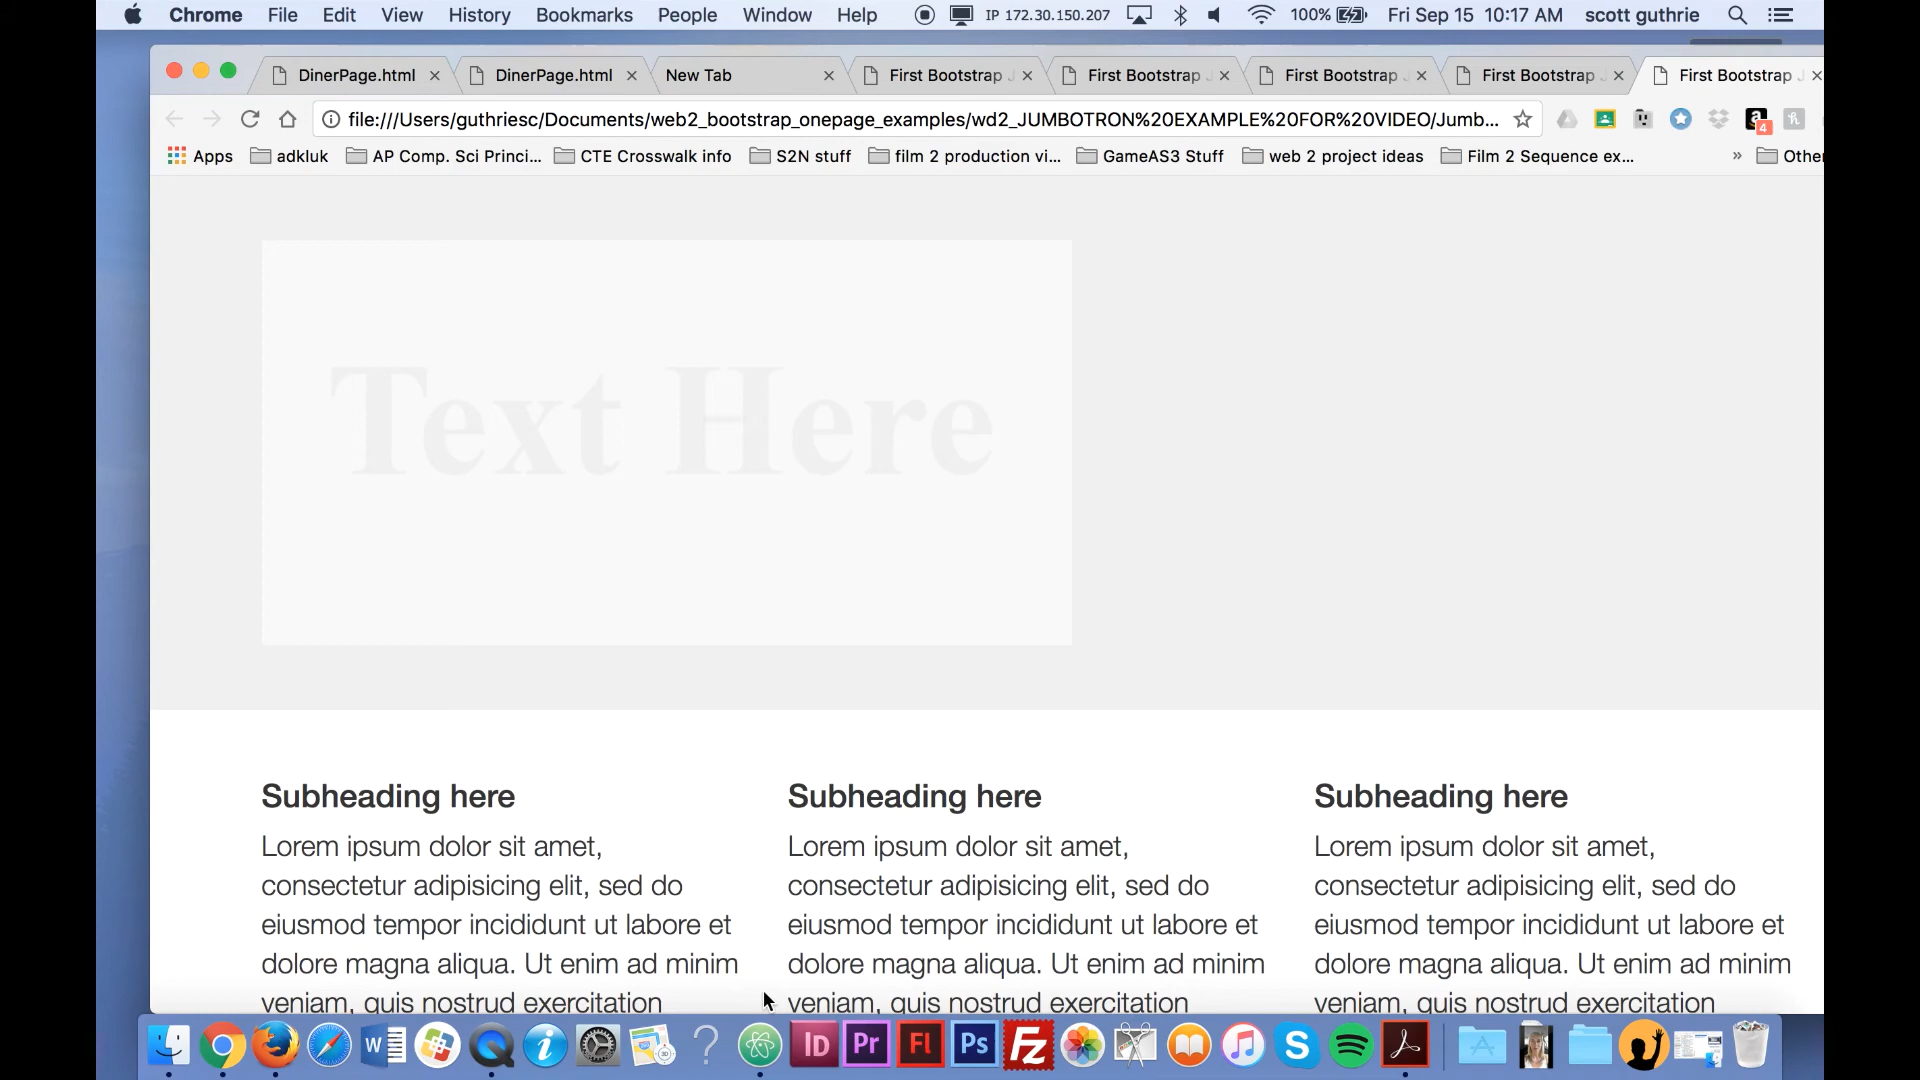 Chrome File Edit View History Bookmarks People Window Help IP 172.30.150.207 100% Fri Sep 15 10:17 AM scott guthrie
DinerPage.html DinerPage.html New Tab First Bootstrap J First Bootstrap J First Bootstrap J First Bootstrap J First Bootstrap J
file:///Users/guthriesc/Documents/web2_bootstrap_onepage_examples/wd2_JUMBOTRON%20EXAMPLE%20FOR%20VIDEO/Jumb... a 4 h
Apps adkluk AP Comp. Sci Princi... CTE Crosswalk info S2N stuff film 2 production vi... GameAS3 Stuff web 2 project ideas Film 2 Sequence ex... » Other
Text Here
Subheading here Subheading here Subheading here
Lorem ipsum dolor sit amet, Lorem ipsum dolor sit amet, Lorem ipsum dolor sit amet,
consectetur adipisicing elit, sed do consectetur adipisicing elit, sed do consectetur adipisicing elit, sed do
eiusmod tempor incididunt ut labore et eiusmod tempor incididunt ut labore et eiusmod tempor incididunt ut labore et
dolore magna aliqua. Ut enim ad minim dolore magna aliqua. Ut enim ad minim dolore magna aliqua. Ut enim ad minim
veniam, quis nostrud exercitation veniam, quis nostrud exercitation veniam, quis nostrud exercitation
W i 3D ? ID Pr Fl Ps Fz S